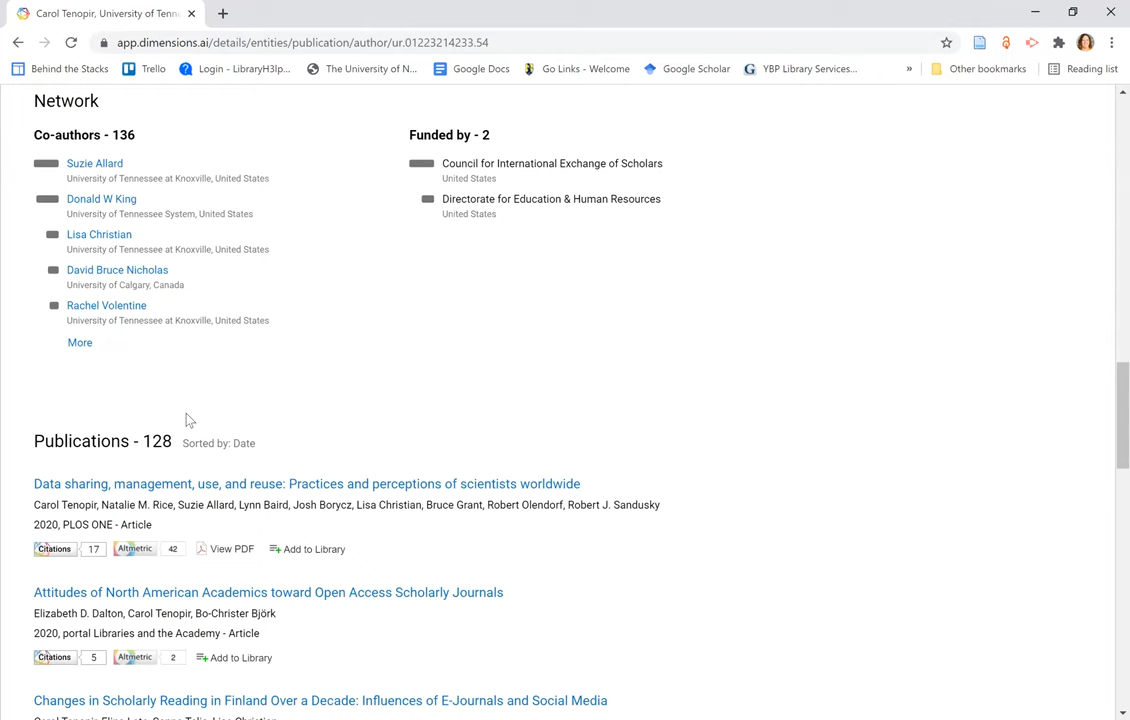 Carol Tenopir, University of Tenn
app.dimensions.ai/details/entities/publication/author/ur.01223214233.54
Behind the Stacks
Trello
Login - LibraryH3lp...
The University of N...
Google Docs
Go Links - Welcome
Google Scholar
YBP Library Services...
»
Other bookmarks
Reading list
Network
Co-authors - 136
Funded by - 2
Suzie Allard
University of Tennessee at Knoxville, United States
Council for International Exchange of Scholars
United States
Donald W King
University of Tennessee System, United States
Directorate for Education & Human Resources
United States
Lisa Christian
University of Tennessee at Knoxville, United States
David Bruce Nicholas
University of Calgary, Canada
Rachel Volentine
University of Tennessee at Knoxville, United States
More
Publications - 128 Sorted by: Date
Data sharing, management, use, and reuse: Practices and perceptions of scientists worldwide
Carol Tenopir, Natalie M. Rice, Suzie Allard, Lynn Baird, Josh Borycz, Lisa Christian, Bruce Grant, Robert Olendorf, Robert J. Sandusky
2020, PLOS ONE - Article
Citations 17 Altmetric 42 View PDF Add to Library
Attitudes of North American Academics toward Open Access Scholarly Journals
Elizabeth D. Dalton, Carol Tenopir, Bo-Christer Björk
2020, portal Libraries and the Academy - Article
Citations 5 Altmetric 2 Add to Library
Changes in Scholarly Reading in Finland Over a Decade: Influences of E-Journals and Social Media